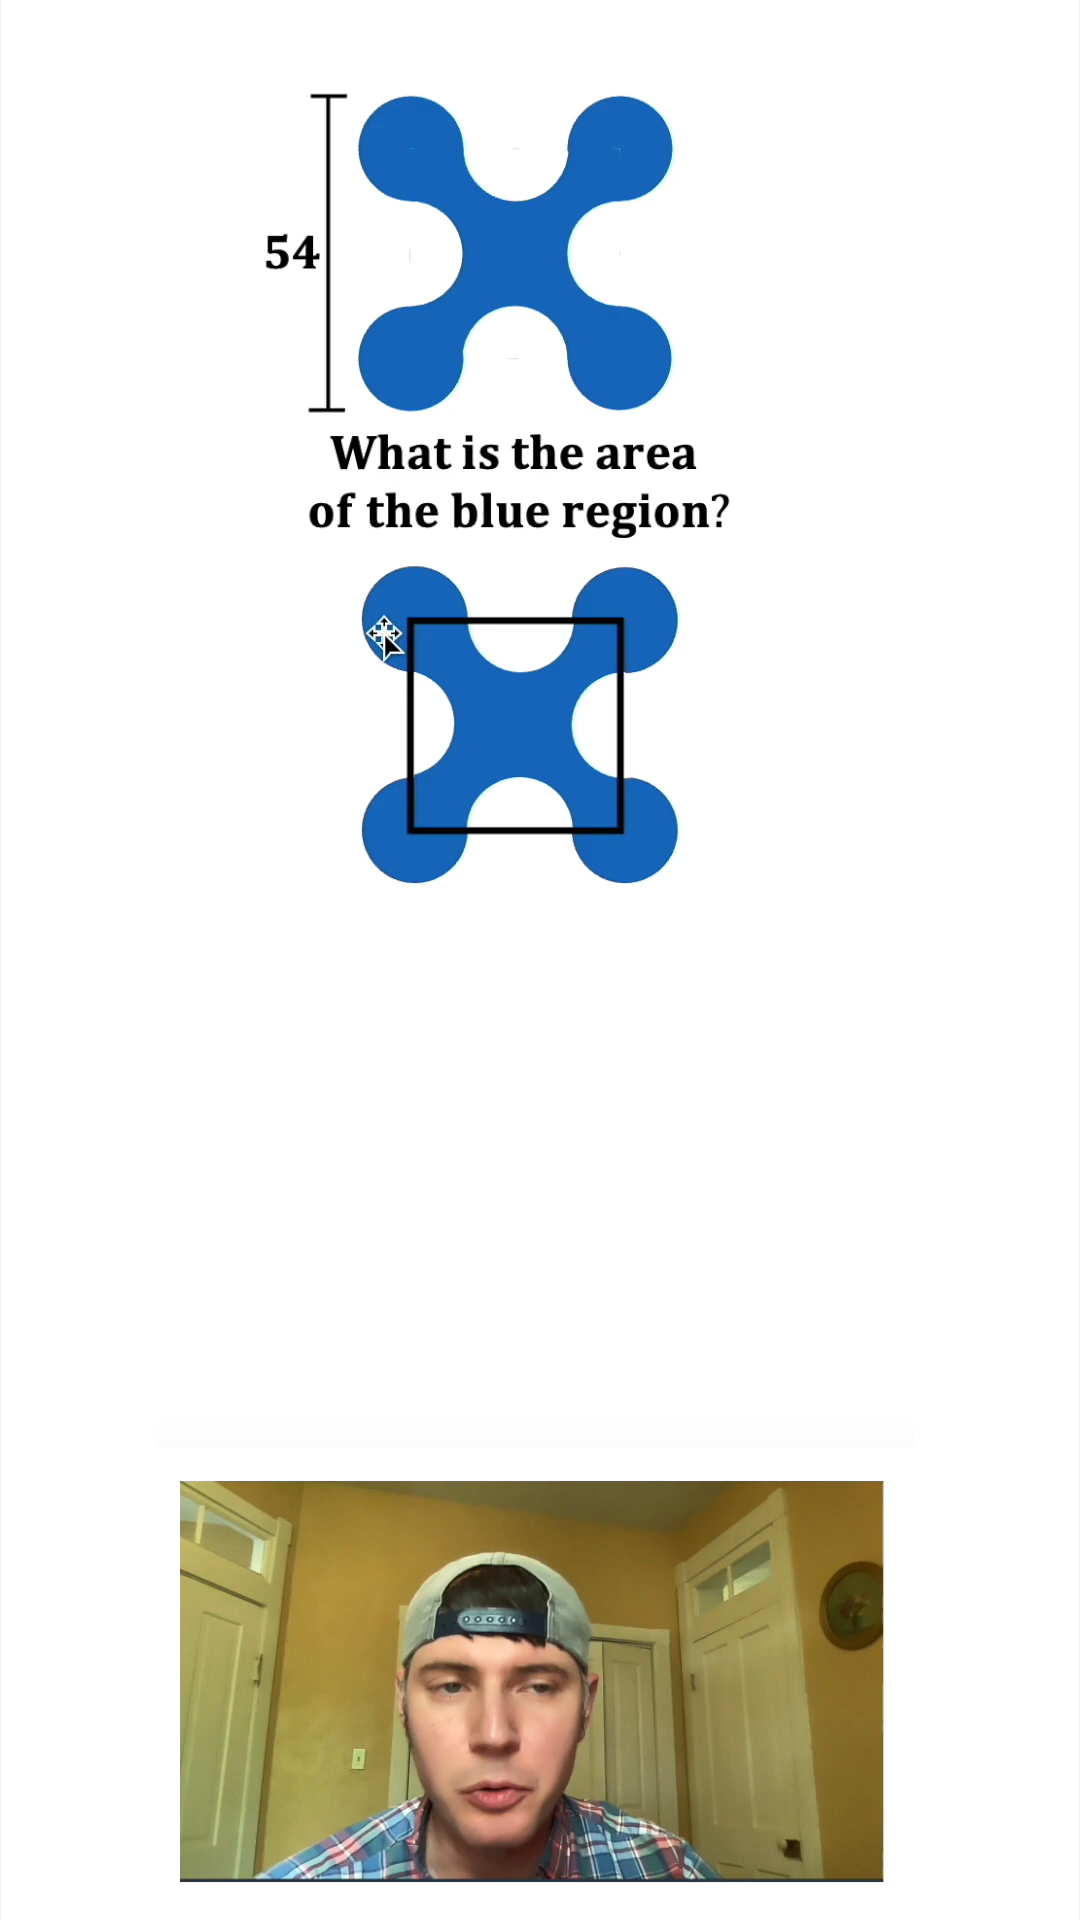 54
What is the area
of the blue region?